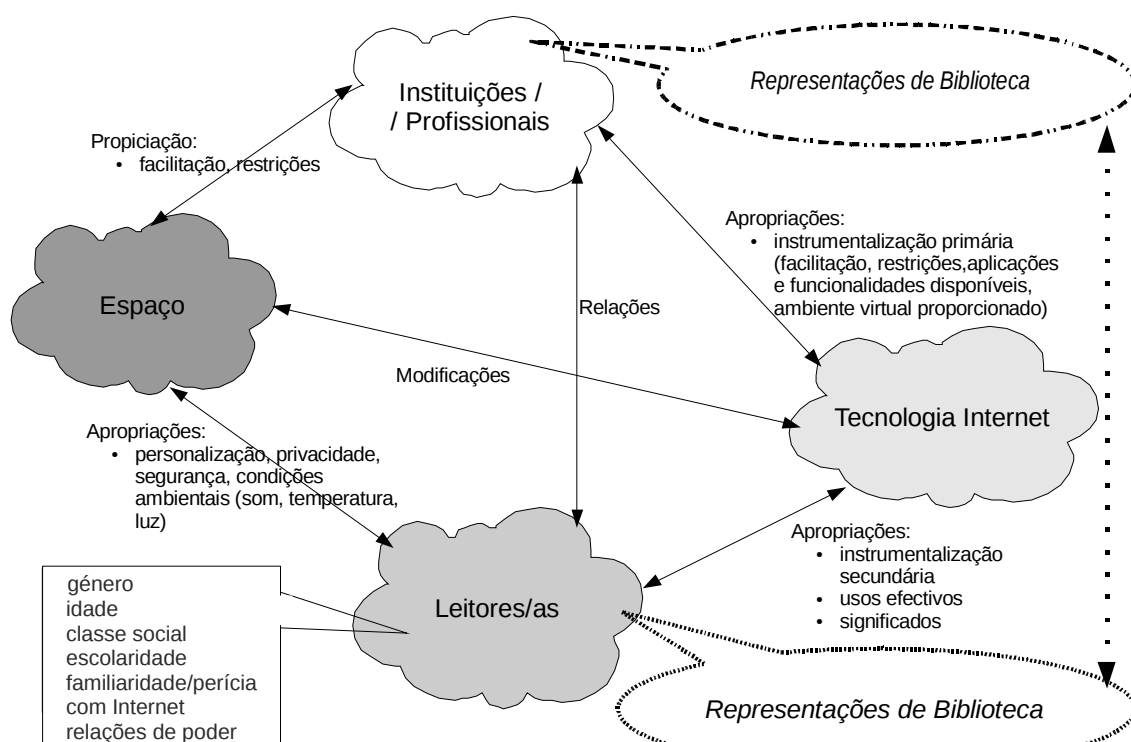 Representações de Biblioteca
Instituições /
/ Profissionais
Propiciação:
• facilitação, restrições
Apropriações:
• instrumentalização primária
(facilitação, restrições,aplicações
e funcionalidades disponíveis,
ambiente virtual proporcionado)
Espaço
Relações
Modificações
Tecnologia Internet
Apropriações:
• personalização, privacidade,
segurança, condições
ambientais (som, temperatura,
luz)
Apropriações:
• instrumentalização
secundária
• usos efectivos
• significados
Leitores/as
género
idade
classe social
escolaridade
familiaridade/perícia
com Internet
relações de poder
Representações de Biblioteca